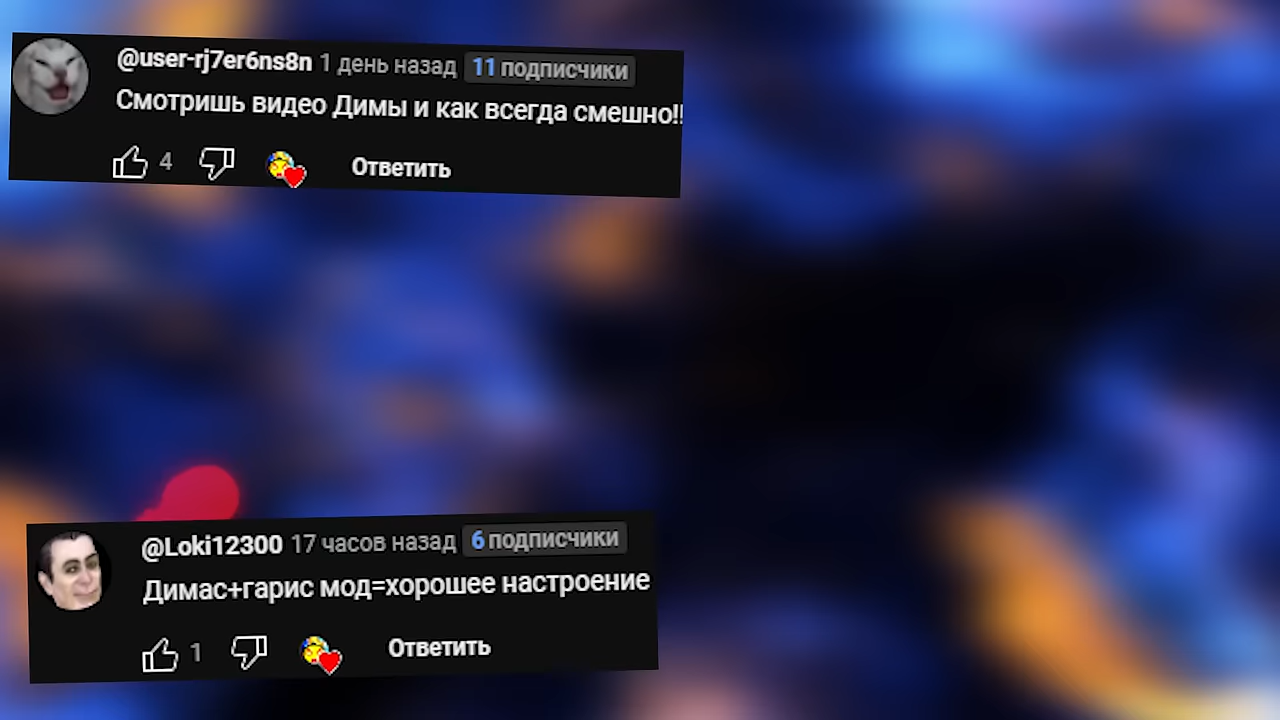 @user-rj7er6ns8n 1 день назад 11 подписчики
Смотришь видео Димы и как всегда смешно!!
4 Ответить
@Loki12300 17 часов назад 6 подписчики
Димас+гарис мод=хорошее настроение
1 Ответить